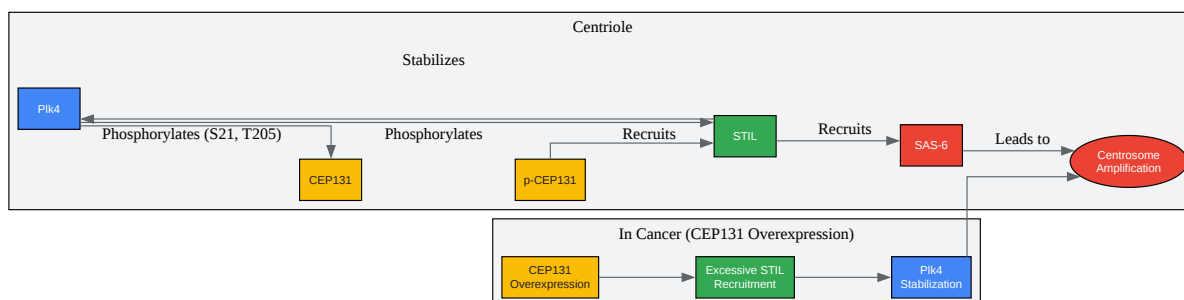 Centriole
Stabilizes
Plk4
Phosphorylates (S21, T205)
Phosphorylates
Recruits
STIL
Recruits
SAS-6
Leads to
Centrosome
Amplification
CEP131
p-CEP131
In Cancer (CEP131 Overexpression)
CEP131
Overexpression
Excessive STIL
Recruitment
Plk4
Stabilization